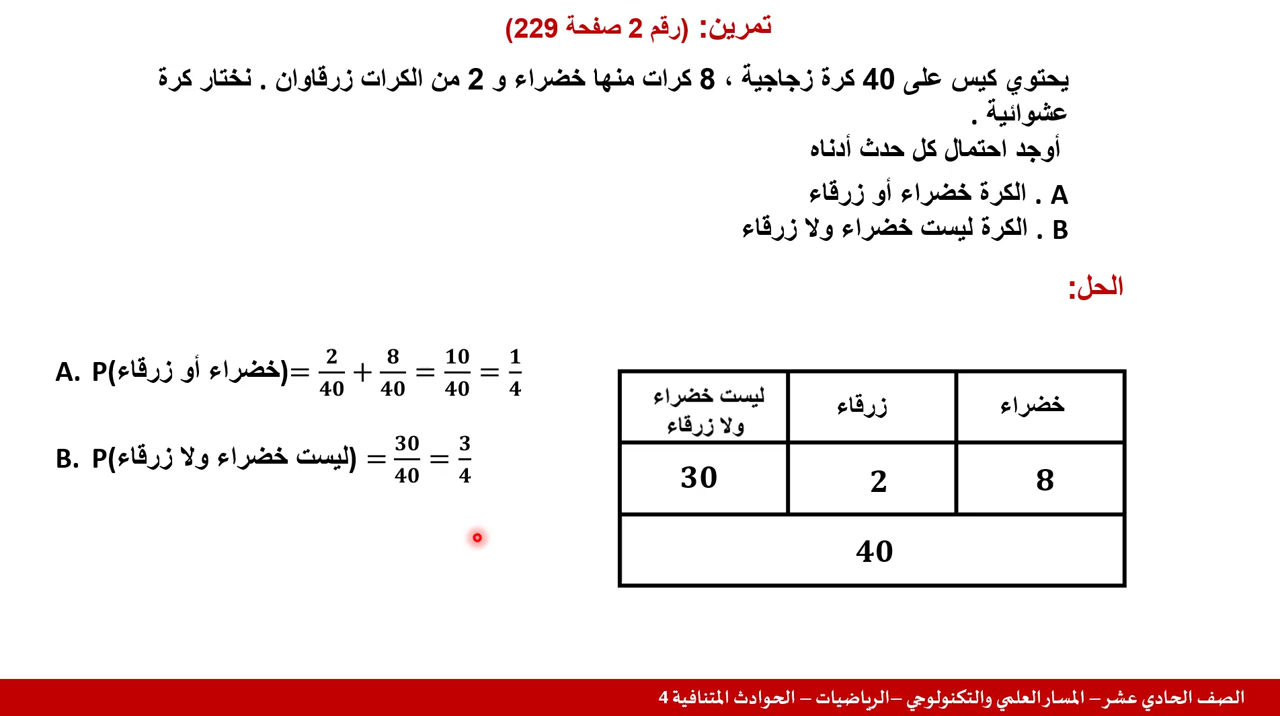 تمرين: (رقم 2 صفحة 229)
يحتوي كيس على 40 كرة زجاجية ، 8 كرات منها خضراء و 2 من الكرات زرقاوان . نختار كرة
عشوائية .
أوجد احتمال كل حدث أدناه
A . الكرة خضراء أو زرقاء
B . الكرة ليست خضراء ولا زرقاء
الحل:
A. P(خضراء أو زرقاء)= 2/40 + 8/40 = 10/40 = 1/4
B. P(ليست خضراء ولا زرقاء) = 30/40 = 3/4
خضراء زرقاء ليست خضراء
ولا زرقاء
8 2 30
40
الصف الحادي عشر – المسار العلمي والتكنولوجي –الرياضيات – الحوادث المتنافية 4